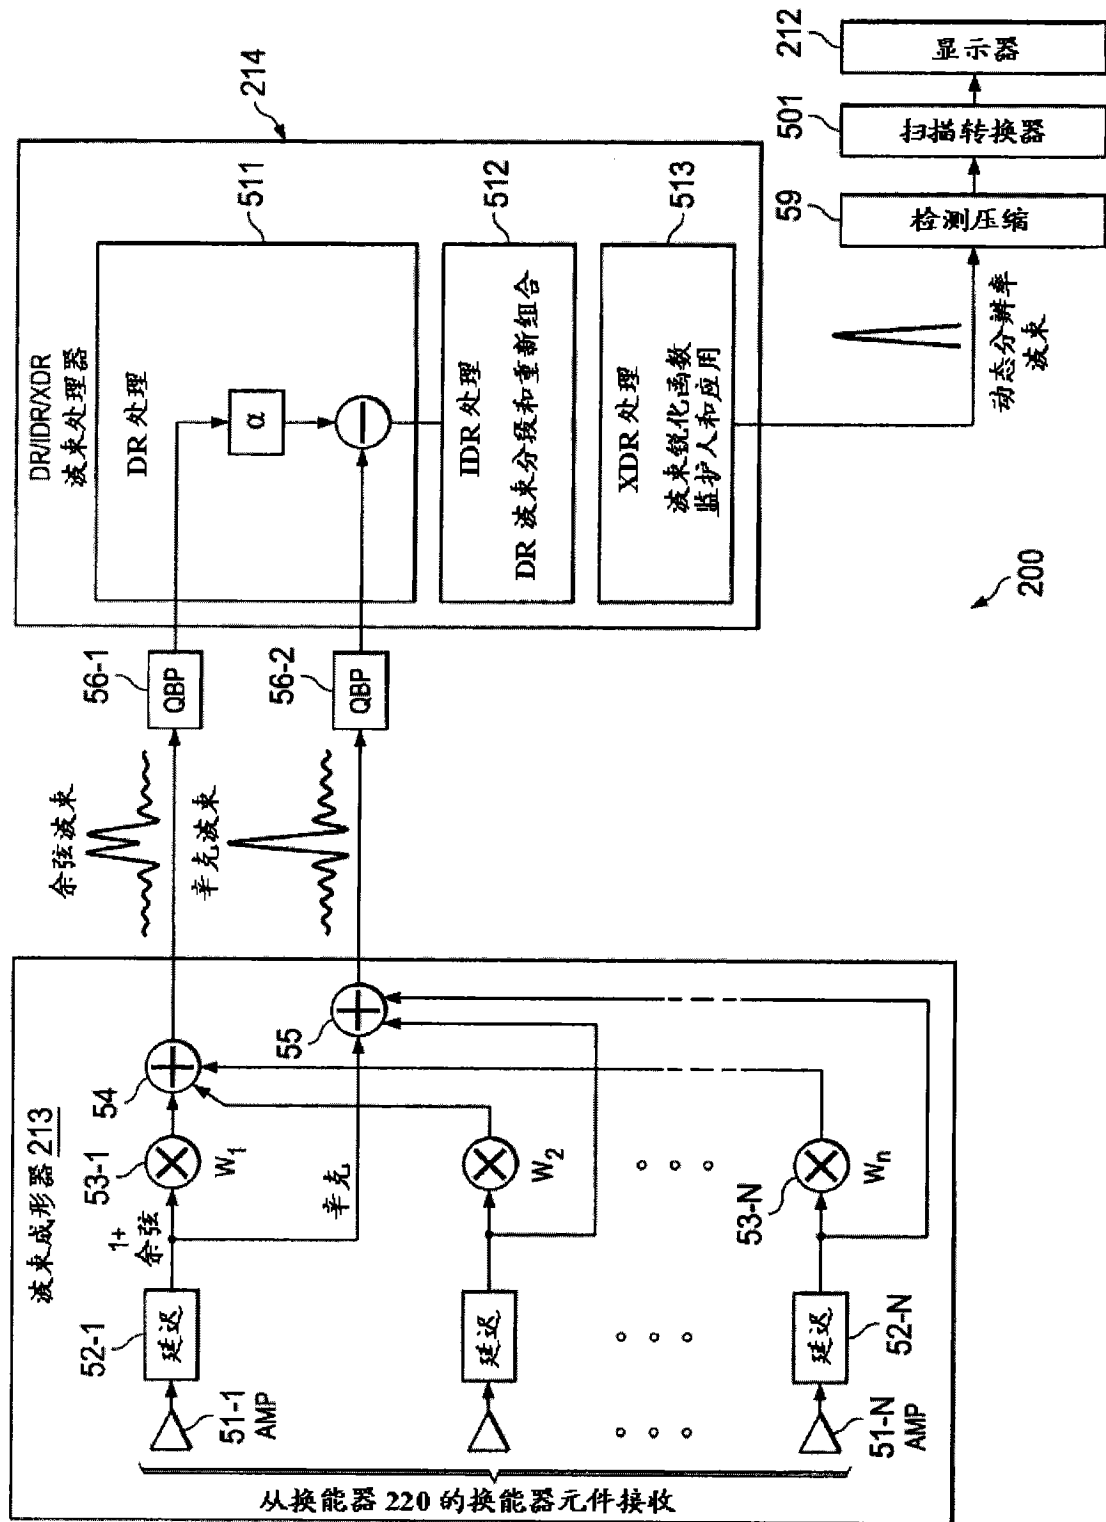 波束成形器 213
从换能器 220 的换能器元件接收
51-1
AMP
52-1
延迟
1+
余弦
53-1
W1
54
辛克
55
延迟
W2
51-N
AMP
52-N
延迟
53-N
Wn
余弦波束
辛克波束
56-1
QBP
56-2
QBP
DR/IDR/XDR
波束处理器
214
511
DR 处理
α
512
IDR 处理
DR 波束分段和重新组合
513
XDR 处理
波束锐化函数
监护人和应用
动态分辨率
波束
59
检测压缩
501
扫描转换器
212
显示器
200